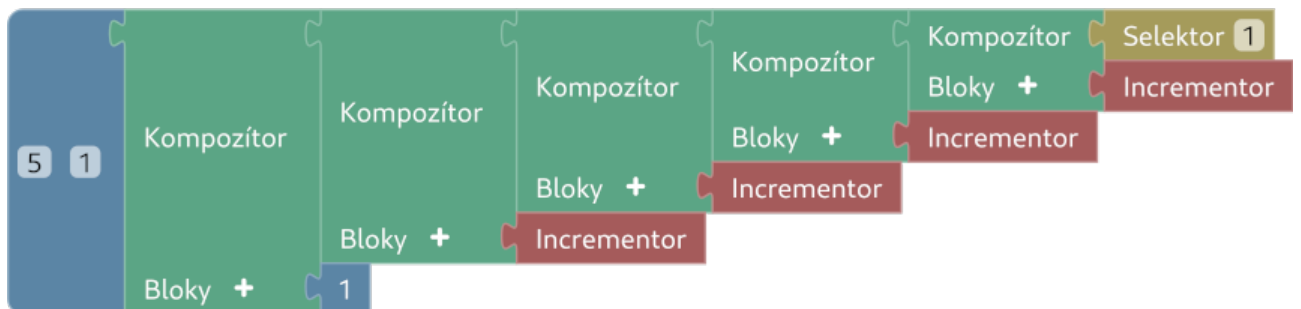 Kompozítor Selektor 1
Kompozítor
Kompozítor
Bloky + Incrementor
Kompozítor
Kompozítor
Bloky + Incrementor
5 1
Bloky + Incrementor
Bloky + Incrementor
Bloky + 1